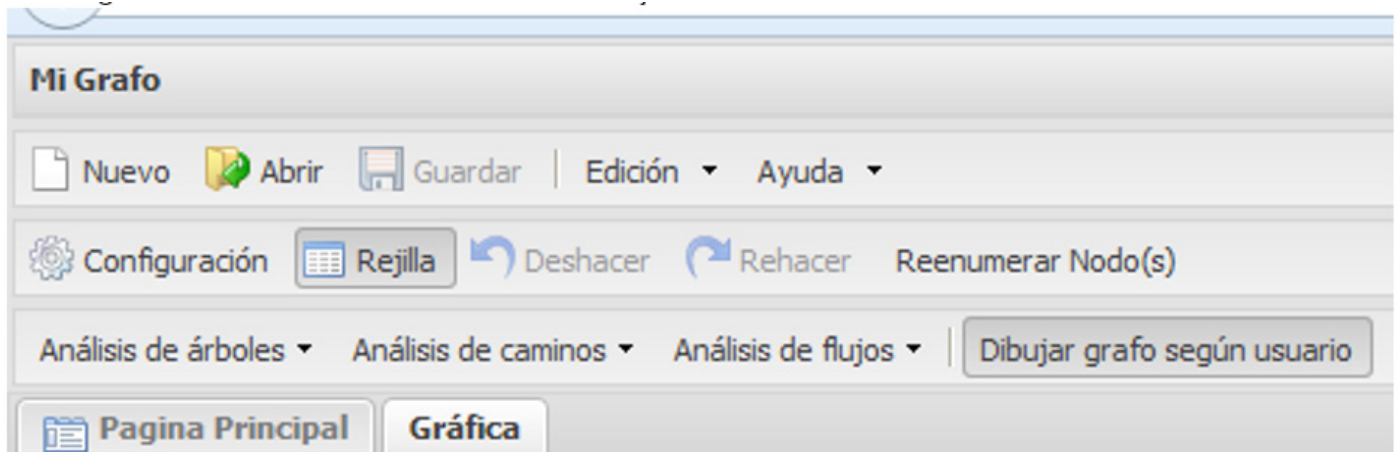 Mi Grafo
Nuevo Abrir Guardar Edición Ayuda
Configuración Rejilla Deshacer Rehacer Reenumerar Nodo(s)
Análisis de árboles Análisis de caminos Análisis de flujos Dibujar grafo según usuario
Pagina Principal Gráfica